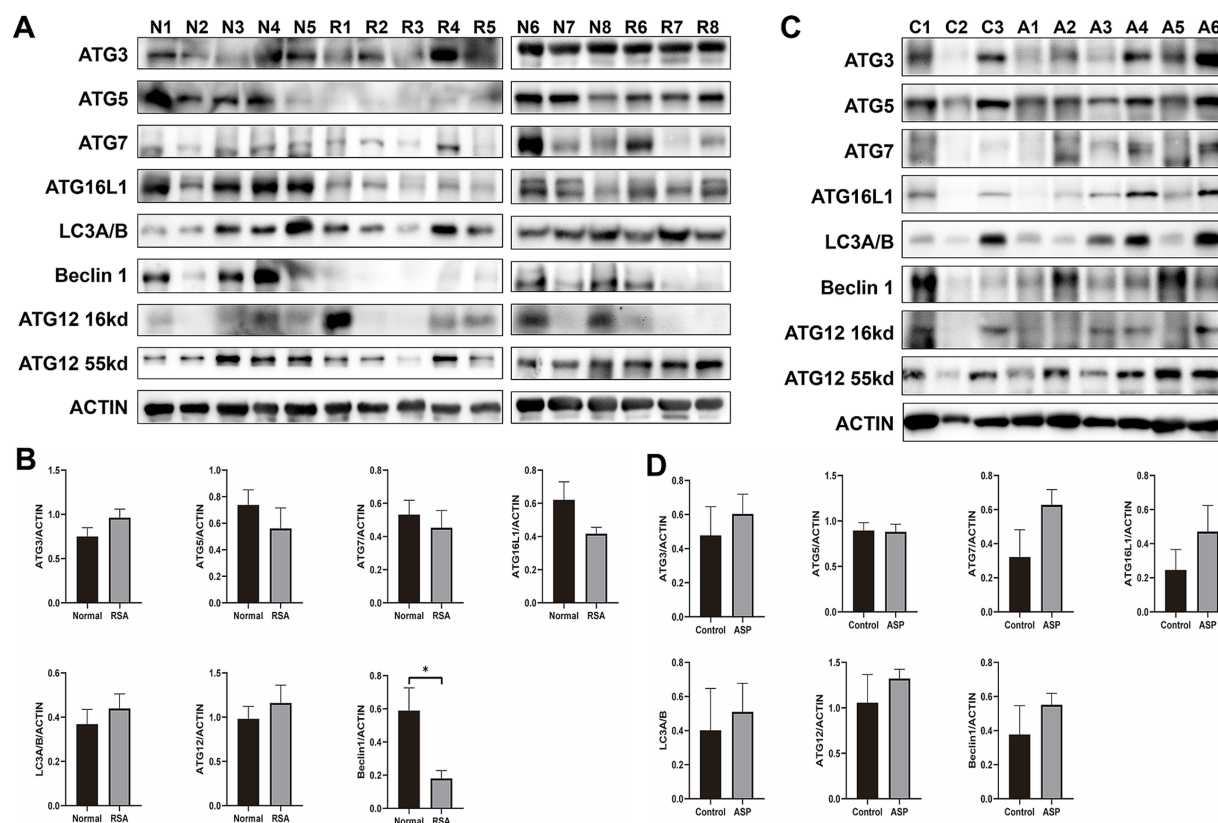 A
N1 N2 N3 N4 N5 R1 R2 R3 R4 R5 N6 N7 N8 R6 R7 R8
ATG3
ATG5
ATG7
ATG16L1
LC3A/B
Beclin 1
ATG12 16kd
ATG12 55kd
ACTIN
C
C1 C2 C3 A1 A2 A3 A4 A5 A6
ATG3
ATG5
ATG7
ATG16L1
LC3A/B
Beclin 1
ATG12 16kd
ATG12 55kd
ACTIN
B
ATG3/ACTIN
1.5
1.0
0.5
0.0
Normal RSA
ATG5/ACTIN
1.0
0.8
0.6
0.4
0.2
0.0
Normal RSA
ATG7/ACTIN
1.0
0.8
0.6
0.4
0.2
0.0
Normal RSA
ATG16L1/ACTIN
0.8
0.6
0.4
0.2
0.0
Normal RSA
LC3A/B/ACTIN
0.6
0.4
0.2
0.0
Normal RSA
ATG12/ACTIN
1.5
1.0
0.5
0.0
Normal RSA
Beclin1/ACTIN
0.8
0.6
0.4
0.2
0.0
*
Normal RSA
D
ATG3/ACTIN
0.8
0.6
0.4
0.2
0.0
Control ASP
ATG5/ACTIN
1.5
1.0
0.5
0.0
Control ASP
ATG7/ACTIN
0.8
0.6
0.4
0.2
0.0
Control ASP
ATG16L1/ACTIN
0.8
0.6
0.4
0.2
0.0
Control ASP
LC3A/B
0.8
0.6
0.4
0.2
0.0
Control ASP
ATG12/ACTIN
1.5
1.0
0.5
0.0
Control ASP
Beclin1/ACTIN
0.8
0.6
0.4
0.2
0.0
Control ASP